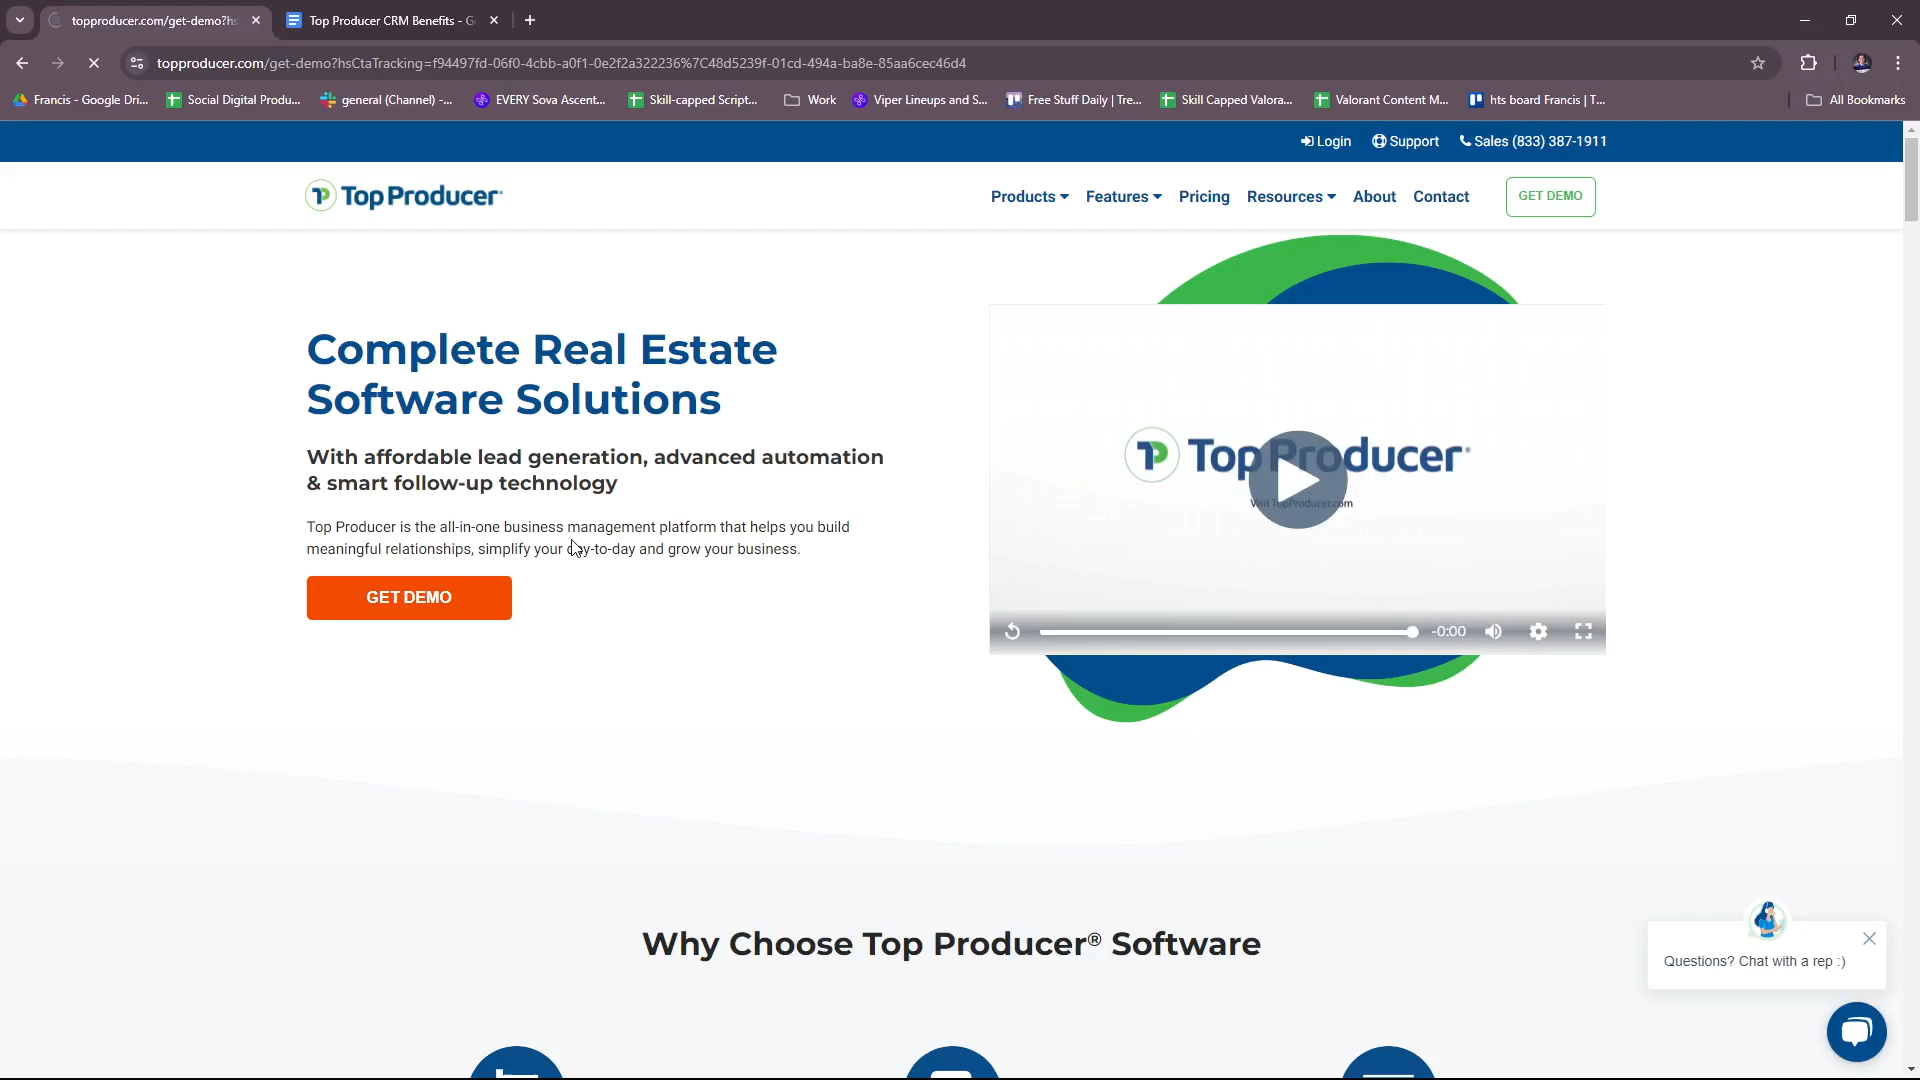 topproducer.com/get-demo?hs
Top Producer CRM Benefits - G
topproducer.com/get-demo?hsCtaTracking=f94497fd-06f0-4cbb-a0f1-0e2f2a322236%7C48d5239f-01cd-494a-ba8e-85aa6cec46d4
Francis - Google Dri...
Social Digital Produ...
general (Channel) -...
EVERY Sova Ascent...
Skill-capped Script...
Work
Viper Lineups and S...
Free Stuff Daily | Tre...
Skill Capped Valora...
Valorant Content M...
hts board Francis | T...
All Bookmarks
Login
Support
Sales (833) 387-1911
Top Producer®
Products
Features
Pricing
Resources
About
Contact
GET DEMO
Complete Real Estate
Software Solutions
With affordable lead generation, advanced automation
& smart follow-up technology
Top Producer is the all-in-one business management platform that helps you build
meaningful relationships, simplify your day-to-day and grow your business.
GET DEMO
Top Producer®
Visit TopProducer.com
-0:00
Why Choose Top Producer® Software
Questions? Chat with a rep :)